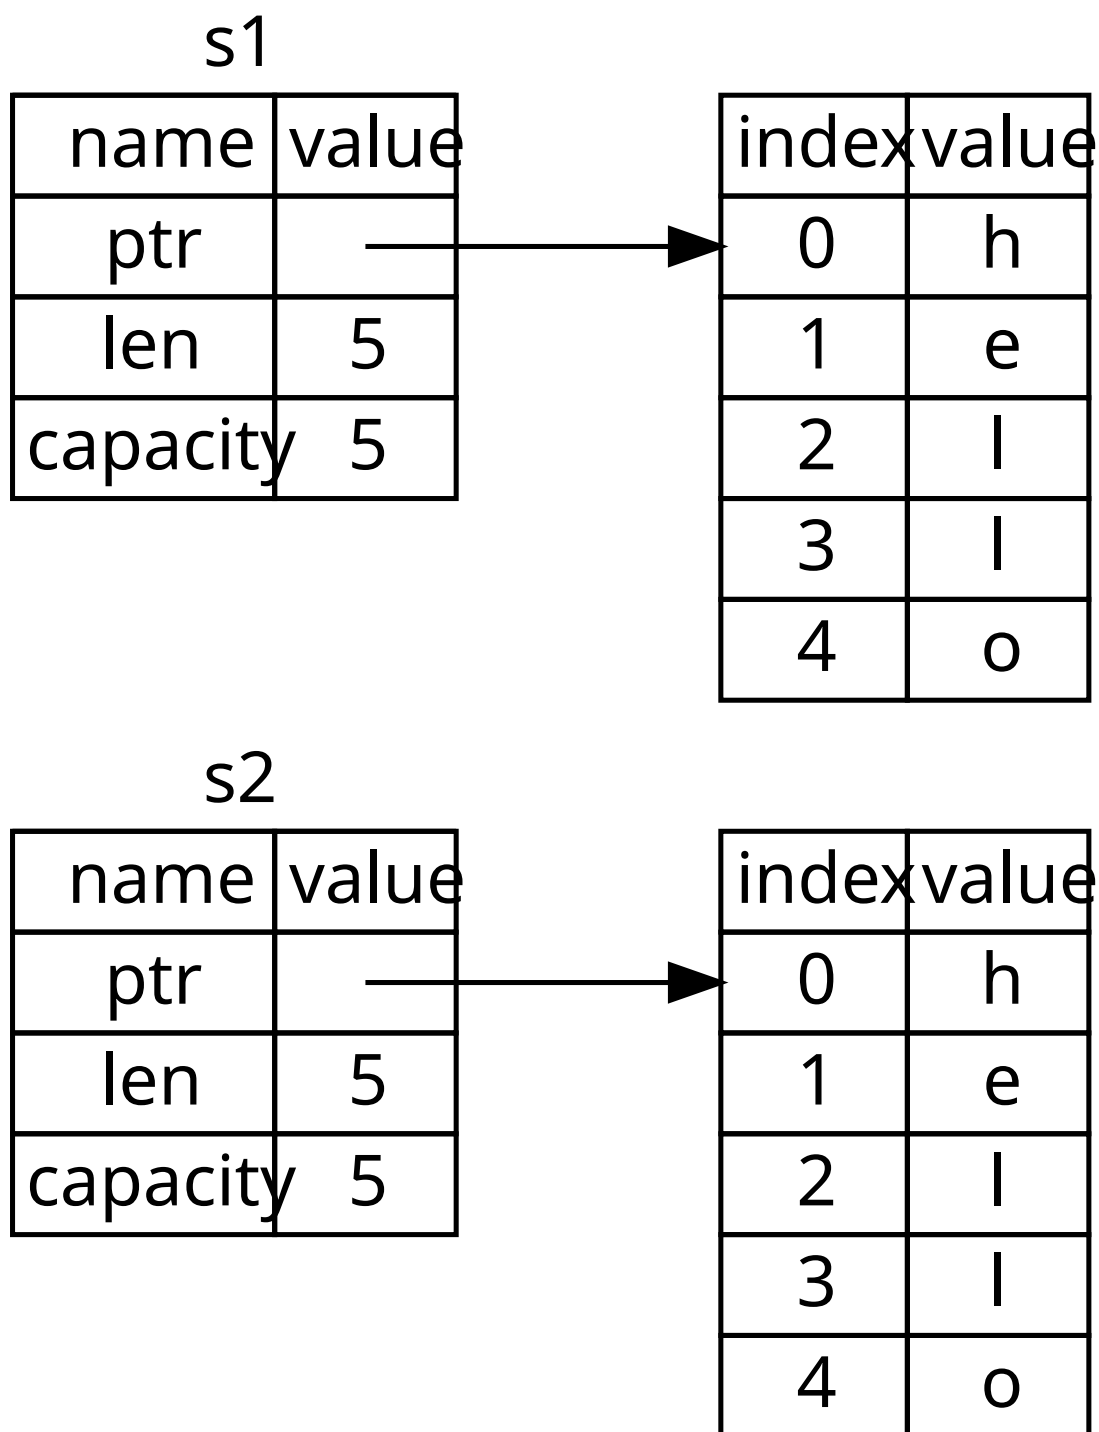 s1
name value
ptr
len 5
capacity 5
index value
0 h
1 e
2 l
3 l
4 o
s2
name value
ptr
len 5
capacity 5
index value
0 h
1 e
2 l
3 l
4 o